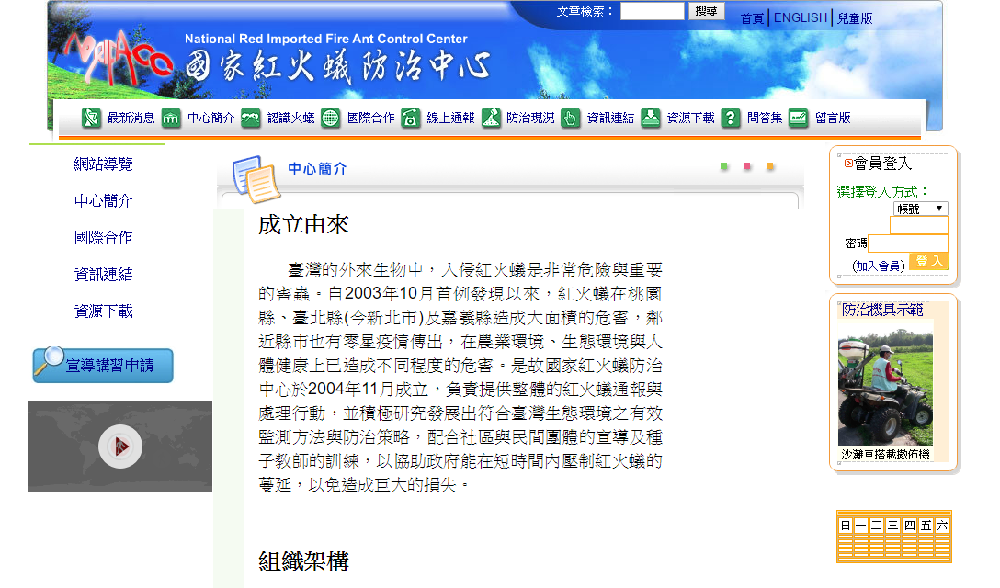 文章檢索： 搜尋 首頁 ENGLISH 兒童版
NORIFACO
National Red Imported Fire Ant Control Center
國家紅火蟻防治中心
最新消息 中心簡介 認識火蟻 國際合作 線上通報 防治現況 資訊連結 資源下載 問答集 留言版
網站導覽
中心簡介
國際合作
資訊連結
資源下載
宣導講習申請
中心簡介
成立由來
臺灣的外來生物中，入侵紅火蟻是非常危險與重要
的害蟲。自2003年10月首例發現以來，紅火蟻在桃園
縣、臺北縣(今新北市)及嘉義縣造成大面積的危害，鄰
近縣市也有零星疫情傳出，在農業環境、生態環境與人
體健康上已造成不同程度的危害。是故國家紅火蟻防治
中心於2004年11月成立，負責提供整體的紅火蟻通報與
處理行動，並積極研究發展出符合臺灣生態環境之有效
監測方法與防治策略，配合社區與民間團體的宣導及種
子教師的訓練，以協助政府能在短時間內壓制紅火蟻的
蔓延，以免造成巨大的損失。
組織架構
會員登入
選擇登入方式：
帳號
密碼
(加入會員) 登入
防治機具示範
沙灘車搭載撒佈機
日 一 二 三 四 五 六